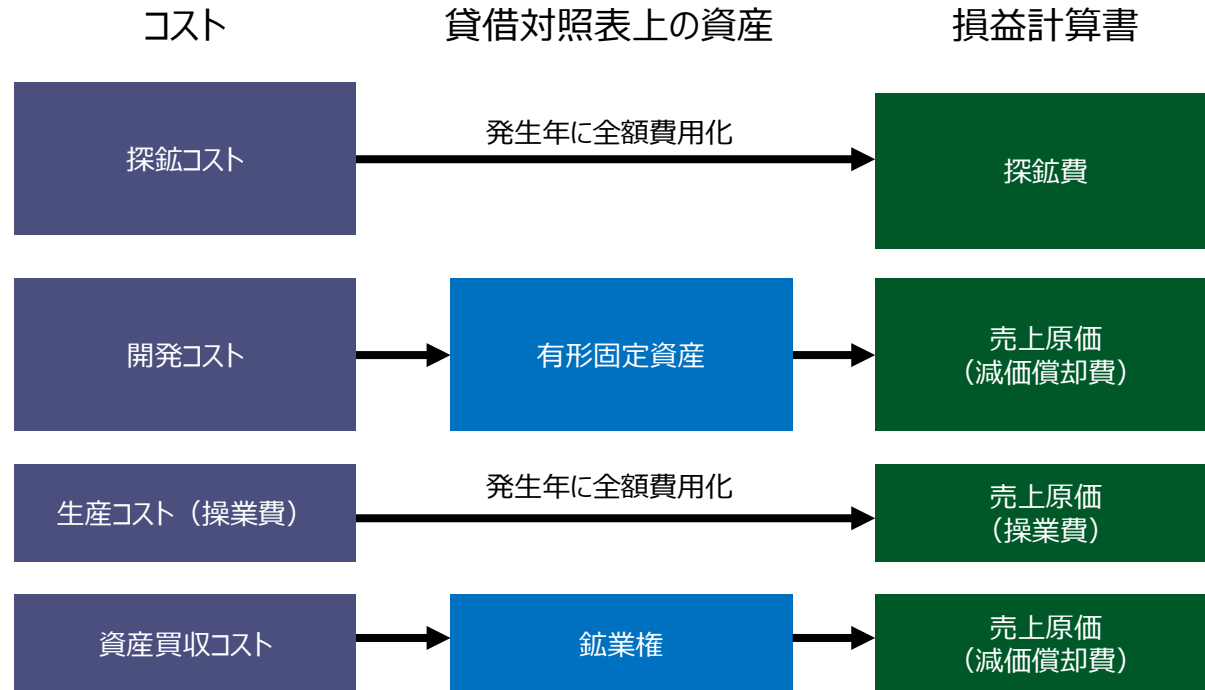 コスト
貸借対照表上の資産
損益計算書
探鉱コスト
発生年に全額費用化
探鉱費
開発コスト
有形固定資産
売上原価
（減価償却費）
生産コスト（操業費）
発生年に全額費用化
売上原価
（操業費）
資産買収コスト
鉱業権
売上原価
（減価償却費）